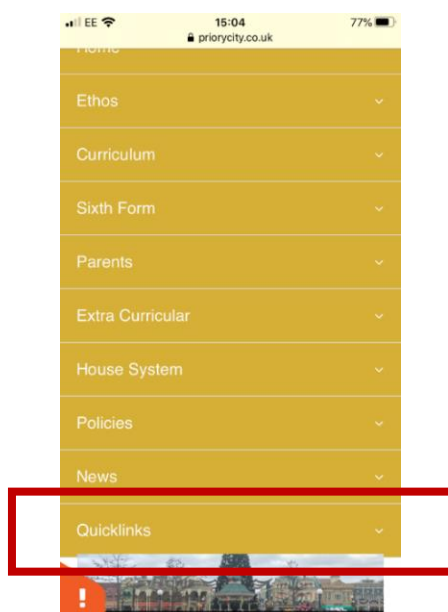 EE 15:04 77%
priorycity.co.uk
Home
Ethos
Curriculum
Sixth Form
Parents
Extra Curricular
House System
Policies
News
Quicklinks
!